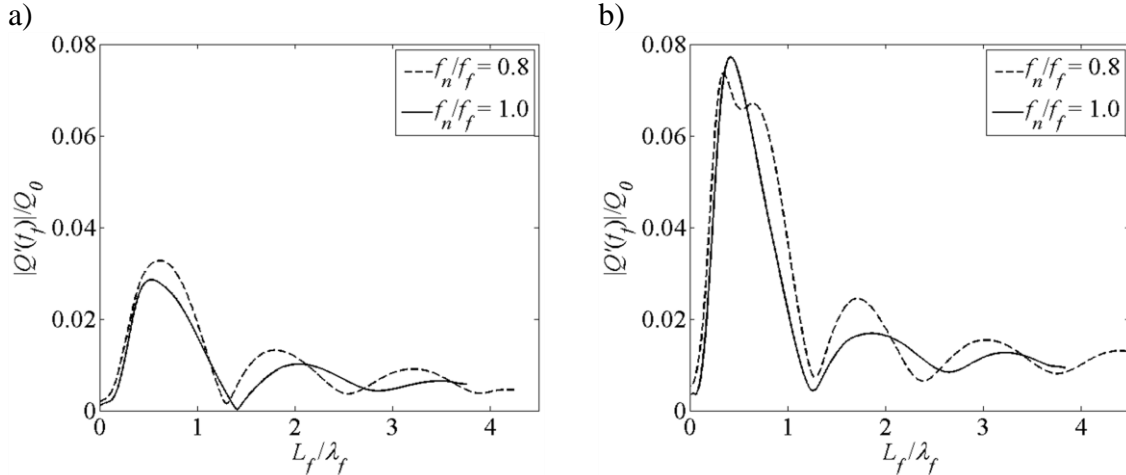 a)
0.08
0.06
0.04
0.02
0
|Q'(f_f)|/Q_0
0 1 2 3 4
L_f/λ_f
f_n/f_f = 0.8
f_n/f_f = 1.0
b)
0.08
0.06
0.04
0.02
0
|Q'(f_f)|/Q_0
0 1 2 3 4
L_f/λ_f
f_n/f_f = 0.8
f_n/f_f = 1.0